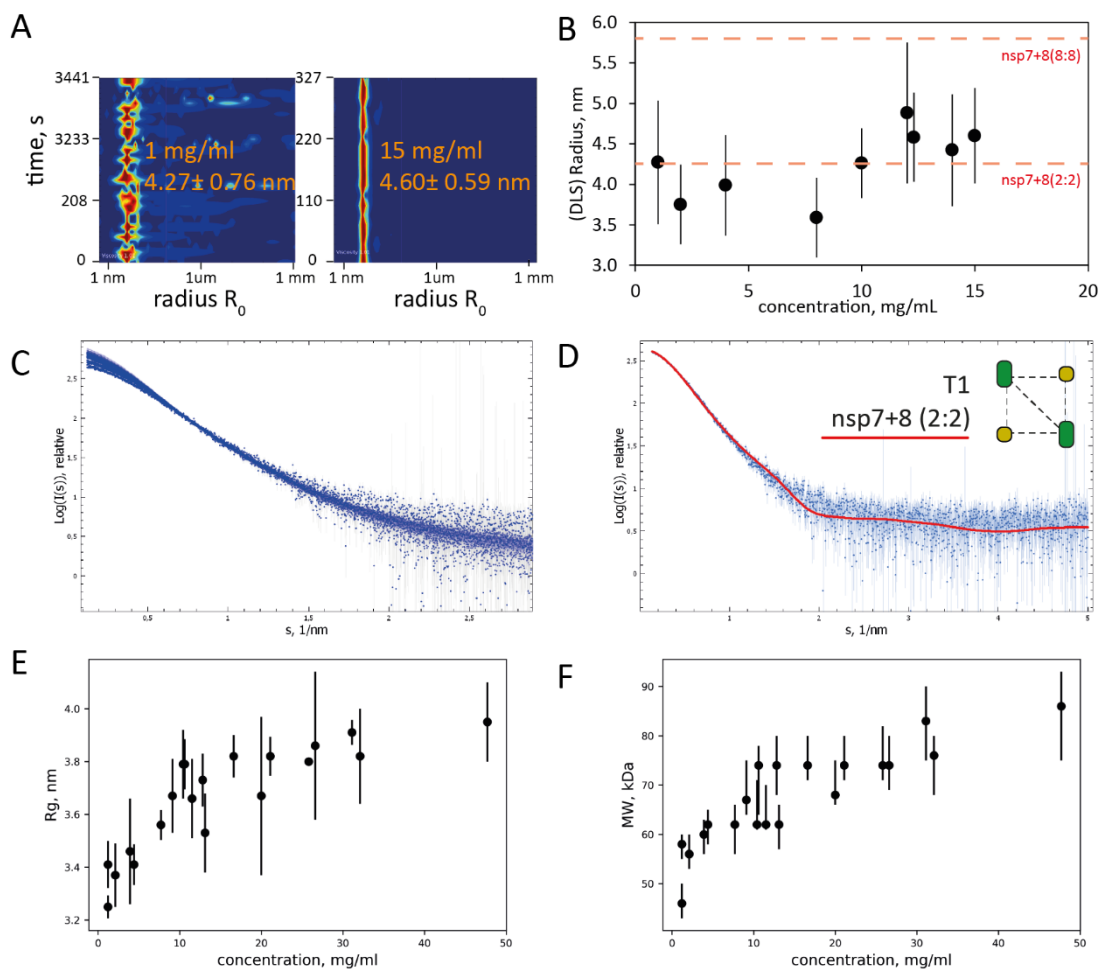 A
time, s
3441
3233
208
0
1 mg/ml
4.27± 0.76 nm
1 nm
1um
1 mm
radius R0
327
220
110
0
15 mg/ml
4.60± 0.59 nm
1 nm
1um
1 mm
radius R0
B
(DLS) Radius, nm
6.0
5.5
5.0
4.5
4.0
3.5
3.0
nsp7+8(8:8)
nsp7+8(2:2)
0
5
10
15
20
concentration, mg/mL
C
Log(I(s)), relative
2.5
2
1.5
1
0.5
0
0.5
1
1.5
2
2.5
s, 1/nm
D
Log(I(s)), relative
2.5
2
1.5
1
0.5
0
T1
nsp7+8 (2:2)
1
2
3
4
5
s, 1/nm
E
Rg, nm
4.0
3.8
3.6
3.4
3.2
0
10
20
30
40
50
concentration, mg/ml
F
MW, kDa
90
80
70
60
50
0
10
20
30
40
50
concentration, mg/ml